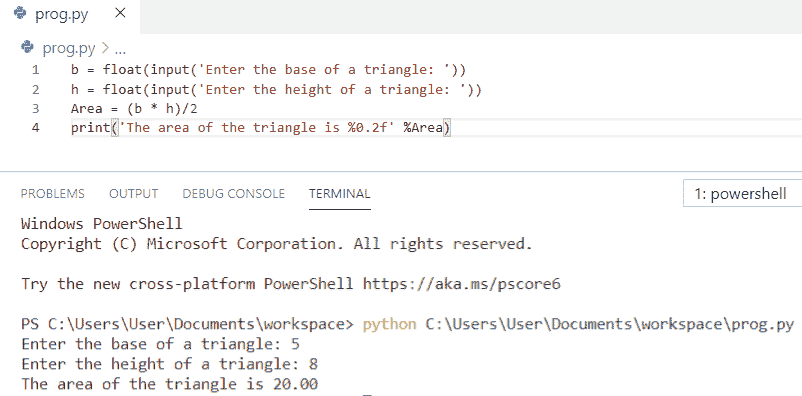 prog.py ×
prog.py > ...
1 b = float(input('Enter the base of a triangle: '))
2 h = float(input('Enter the height of a triangle: '))
3 Area = (b * h)/2
4 print('The area of the triangle is %0.2f' %Area)
PROBLEMS OUTPUT DEBUG CONSOLE TERMINAL 1: powershell
Windows PowerShell
Copyright (C) Microsoft Corporation. All rights reserved.
Try the new cross-platform PowerShell https://aka.ms/pscore6
PS C:\Users\User\Documents\workspace> python C:\Users\User\Documents\workspace\prog.py
Enter the base of a triangle: 5
Enter the height of a triangle: 8
The area of the triangle is 20.00